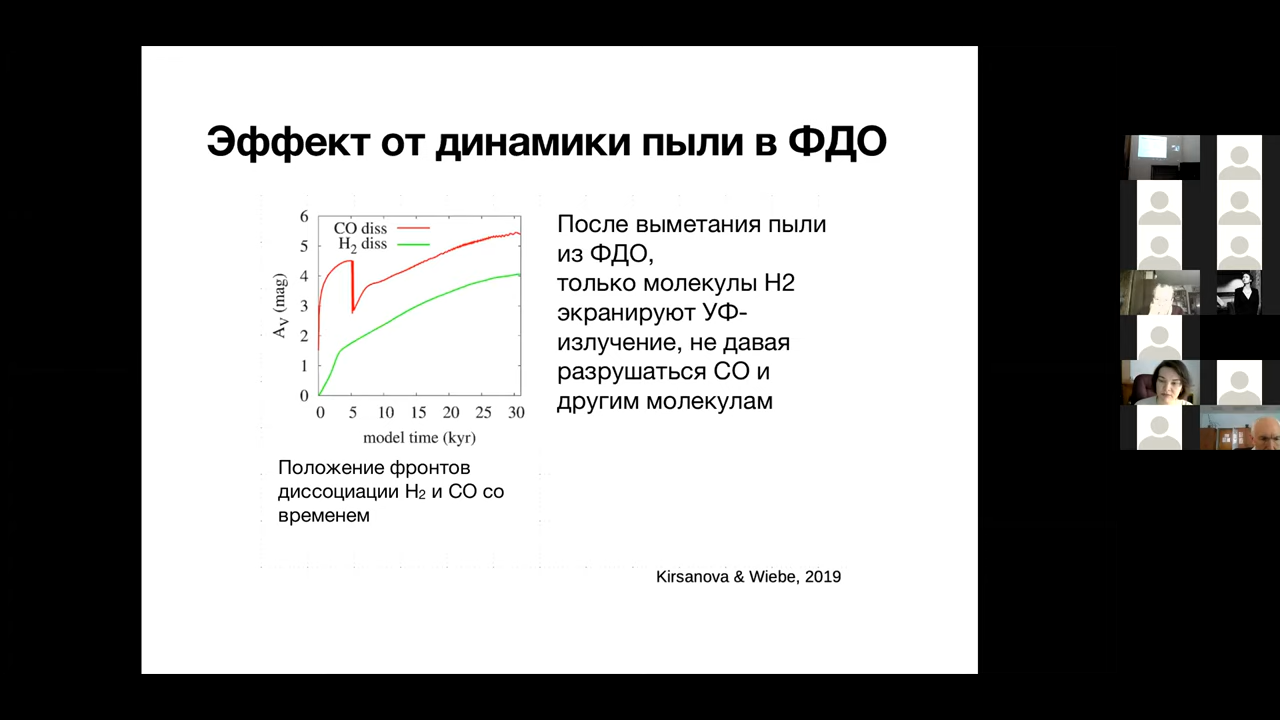 Эффект от динамики пыли в ФДО
6
5
4
3
2
1
0
A_V (mag)
CO diss
H₂ diss
0 5 10 15 20 25 30
model time (kyr)
Положение фронтов
диссоциации H₂ и CO со
временем
После выметания пыли
из ФДО,
только молекулы H2
экранируют УФ-
излучение, не давая
разрушаться CO и
другим молекулам
Kirsanova & Wiebe, 2019